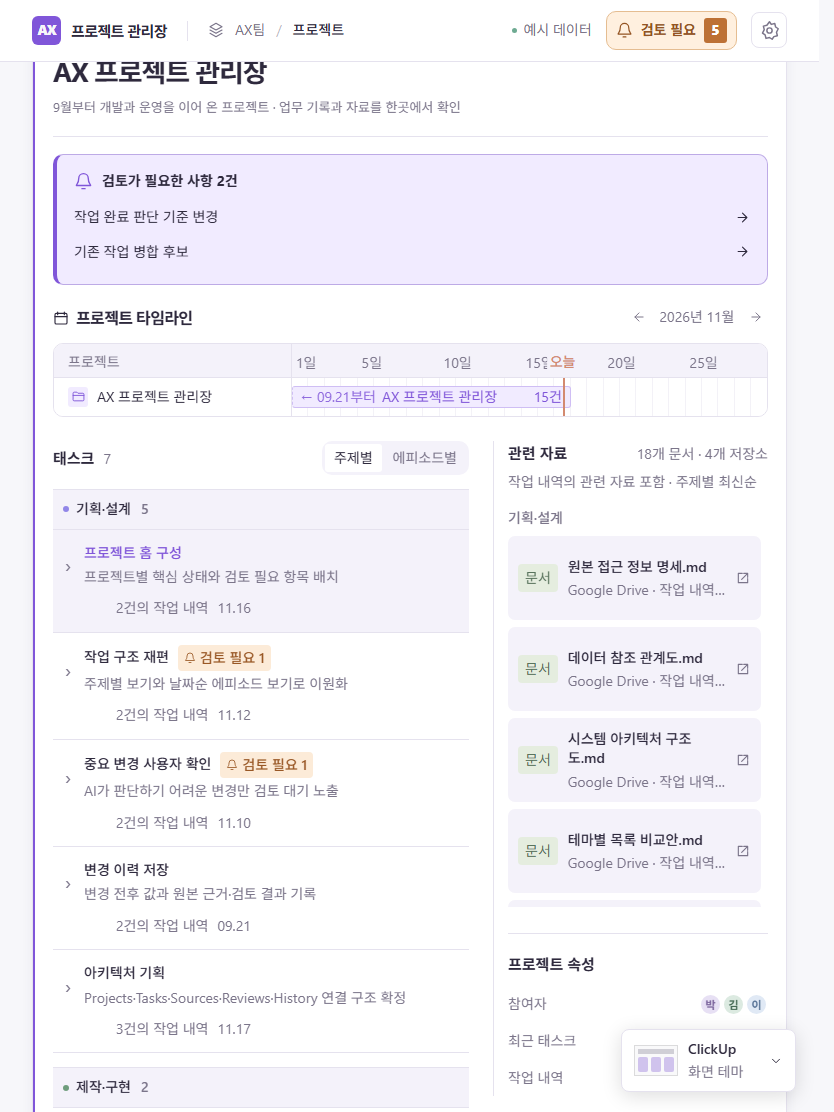 AX AX 프로젝트 관리장 AX팀 / 프로젝트 예시 데이터 검토 필요 5
AX 프로젝트 관리장
9월부터 개발과 운영을 이어 온 프로젝트 · 업무 기록과 자료를 한곳에서 확인
검토가 필요한 사항 2건
작업 완료 판단 기준 변경 →
기존 작업 병합 후보 →
프로젝트 타임라인 ← 2026년 11월 →
프로젝트 1일 5일 10일 15일 오늘 20일 25일
AX 프로젝트 관리장 ← 09.21부터 AX 프로젝트 관리장 15건
태스크 7 주제별 에피소드별
기획·설계 5
프로젝트 홈 구성
프로젝트별 핵심 상태와 검토 필요 항목 배치
2건의 작업 내역 11.16
작업 구조 재편 검토 필요 1
주제별 보기와 날짜순 에피소드 보기로 이원화
2건의 작업 내역 11.12
중요 변경 사용자 확인 검토 필요 1
AI가 판단하기 어려운 변경만 검토 대기 노출
2건의 작업 내역 11.10
변경 이력 저장
변경 전후 값과 원본 근거·검토 결과 기록
2건의 작업 내역 09.21
아키텍처 기획
Projects·Tasks·Sources·Reviews·History 연결 구조 확정
3건의 작업 내역 11.17
제작·구현 2
관련 자료 18개 문서 · 4개 저장소
작업 내역의 관련 자료 포함 · 주제별 최신순
기획·설계
문서 원본 접근 정보 명세.md
Google Drive · 작업 내역...
문서 데이터 참조 관계도.md
Google Drive · 작업 내역...
문서 시스템 아키텍처 구조
도.md
Google Drive · 작업 내역...
문서 테마별 목록 비교안.md
Google Drive · 작업 내역...
프로젝트 속성
참여자 박 김 이
최근 태스크
작업 내역
ClickUp
화면 테마